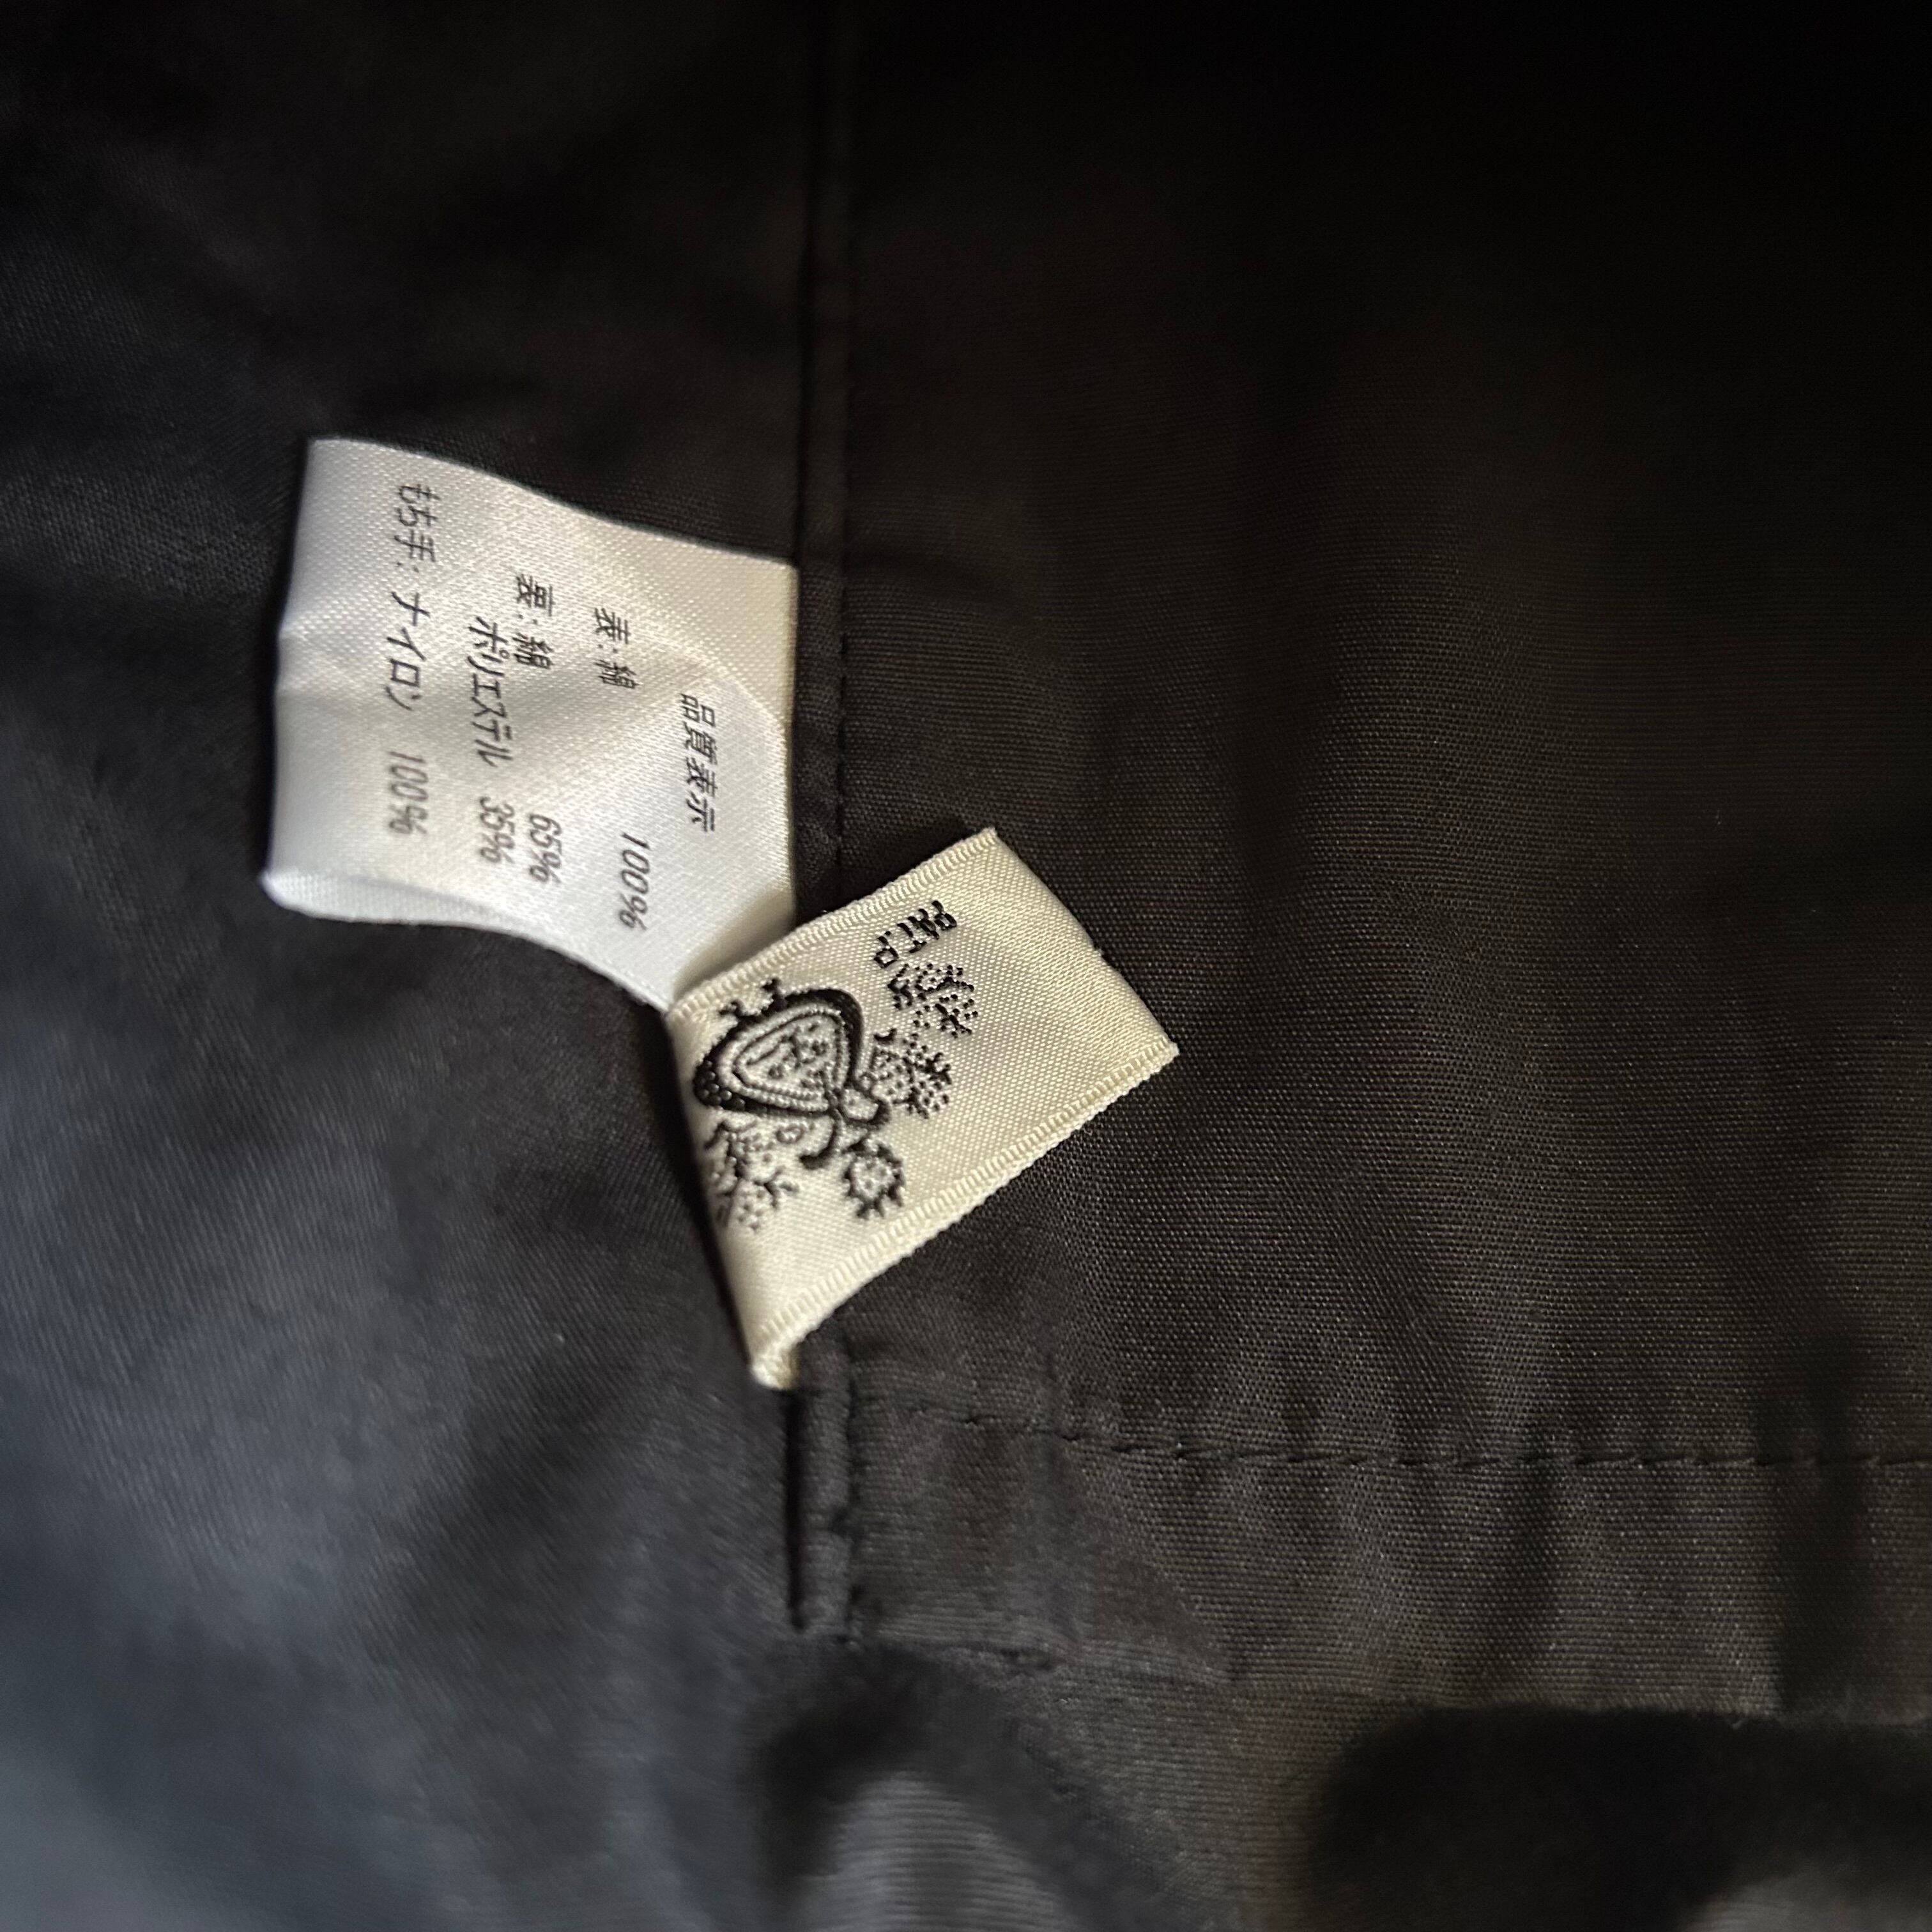 品質表示
表:綿 100%
裏:綿 65%
ポリエステル 35%
もち手:ナイロン 100%